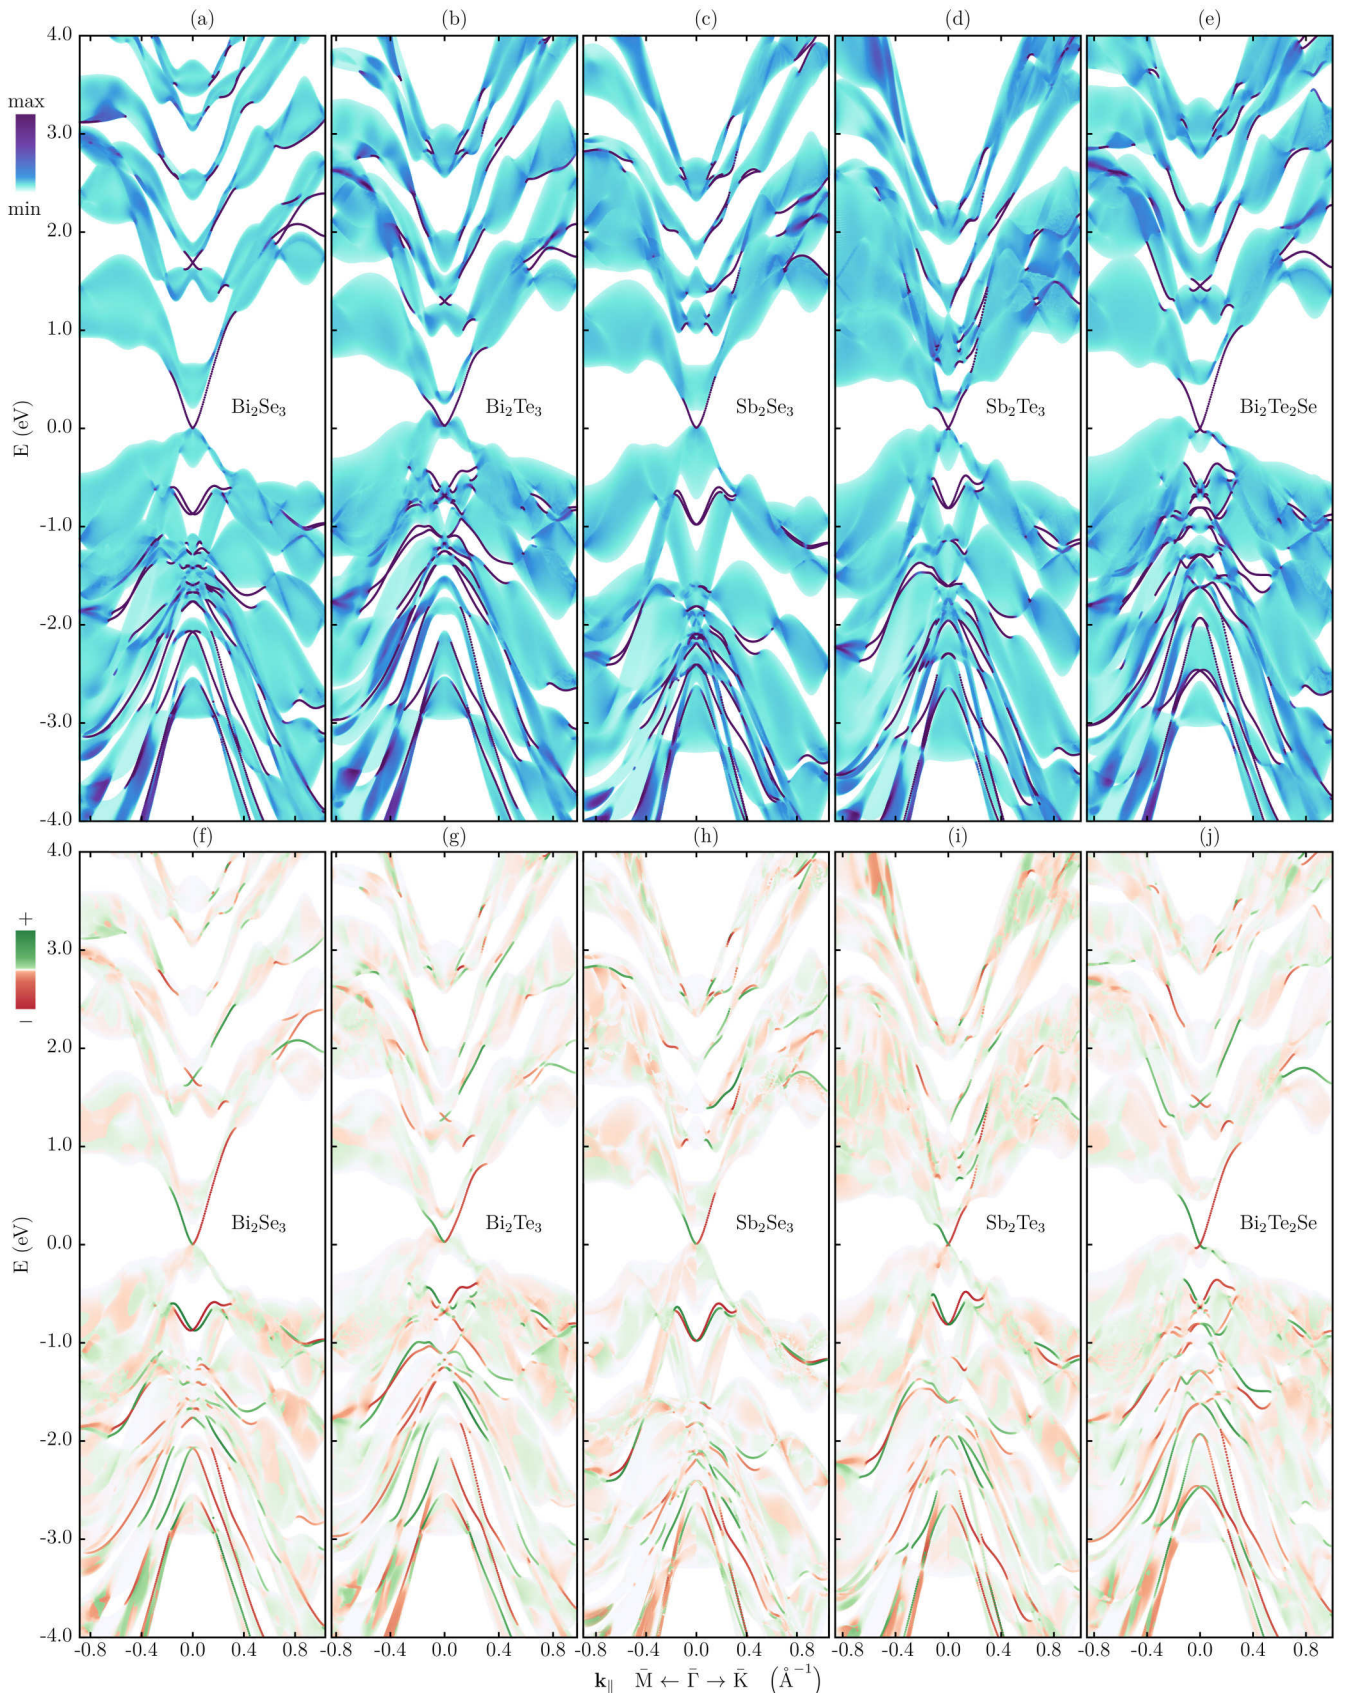 (a) (b) (c) (d) (e)
4.0
max
3.0
min
2.0
1.0
Bi₂Se₃ Bi₂Te₃ Sb₂Se₃ Sb₂Te₃ Bi₂Te₂Se
0.0
E (eV)
-1.0
-2.0
-3.0
-4.0
(f) (g) (h) (i) (j)
4.0
+
3.0
−
2.0
1.0
Bi₂Se₃ Bi₂Te₃ Sb₂Se₃ Sb₂Te₃ Bi₂Te₂Se
0.0
E (eV)
-1.0
-2.0
-3.0
-4.0
-0.8 -0.4 0.0 0.4 0.8 -0.8 -0.4 0.0 0.4 0.8 -0.8 -0.4 0.0 0.4 0.8 -0.8 -0.4 0.0 0.4 0.8 -0.8 -0.4 0.0 0.4 0.8
k∥ M̄ ← Γ̄ → K̄ (Å⁻¹)